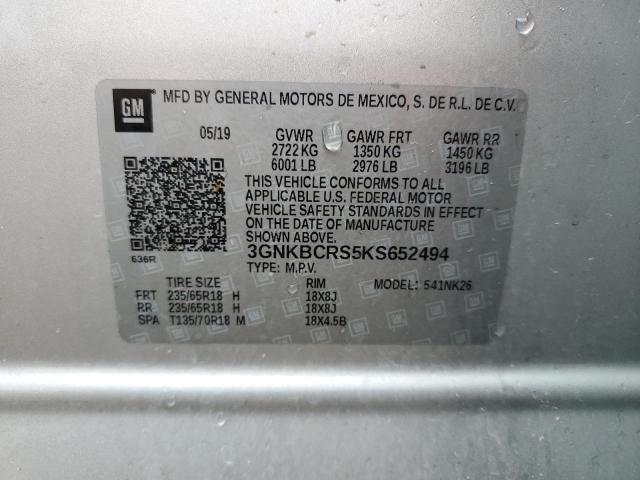 GM MFD BY GENERAL MOTORS DE MEXICO, S. DE R.L. DE C.V.
05/19 GVWR GAWR FRT GAWR RR
2722 KG 1350 KG 1450 KG
6001 LB 2976 LB 3196 LB
THIS VEHICLE CONFORMS TO ALL
APPLICABLE U.S. FEDERAL MOTOR
VEHICLE SAFETY STANDARDS IN EFFECT
ON THE DATE OF MANUFACTURE
SHOWN ABOVE.
636R 3GNKBCRS5KS652494
TYPE: M.P.V.
TIRE SIZE RIM MODEL: 541NK26
FRT 235/65R18 H 18X8J
RR 235/65R18 H 18X8J
SPA T135/70R18 M 18X4.5B